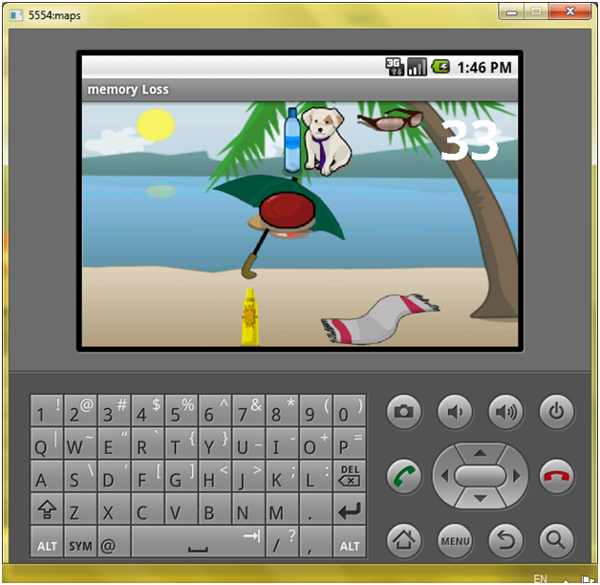 5554:maps
3G 1:46 PM
memory Loss
33
1 ! 2 @ 3 # 4 $ 5 % 6 ^ 7 & 8 * 9 ( 0 )
Q | W ~ E “ R ` T { Y } U _ I - O + P =
A S \ D ' F [ G ] H < J > K ; L : DEL
Z X C V B N M .
ALT SYM @ / ? , ALT
MENU
EN